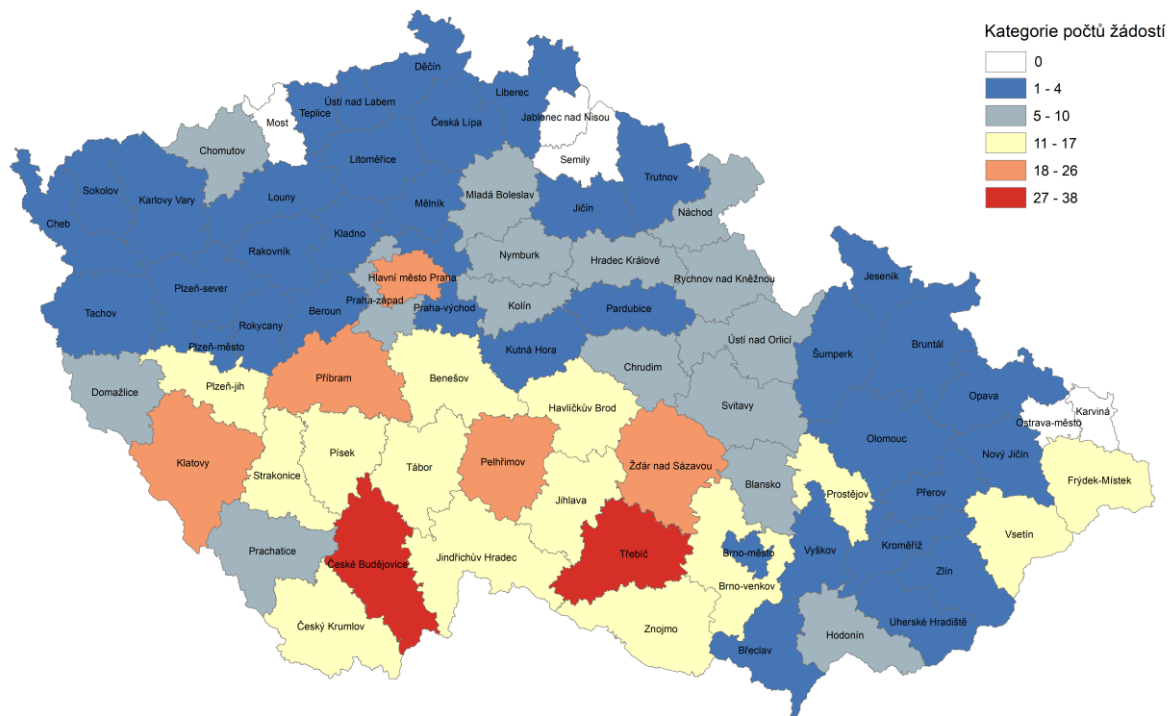 Kategorie počtů žádostí
0
1 - 4
5 - 10
11 - 17
18 - 26
27 - 38
Děčín
Liberec
Ústí nad Labem
Teplice
Most
Česká Lípa
Jablonec nad Nisou
Chomutov
Litoměřice
Semily
Trutnov
Sokolov
Karlovy Vary
Louny
Mělník
Mladá Boleslav
Jičín
Náchod
Cheb
Kladno
Rakovník
Nymburk
Hradec Králové
Hlavní město Praha
Rychnov nad Kněžnou
Jeseník
Plzeň-sever
Praha-západ
Praha-východ
Kolín
Pardubice
Tachov
Beroun
Rokycany
Ústí nad Orlicí
Bruntál
Plzeň-město
Kutná Hora
Šumperk
Chrudim
Příbram
Benešov
Domažlice
Plzeň-jih
Svitavy
Opava
Havlíčkův Brod
Karviná
Ostrava-město
Olomouc
Nový Jičín
Písek
Klatovy
Pelhřimov
Žďár nad Sázavou
Tábor
Strakonice
Frýdek-Místek
Blansko
Přerov
Prostějov
Jihlava
Vsetín
Kroměříž
Prachatice
Jindřichův Hradec
Třebíč
Brno-město
Vyškov
České Budějovice
Zlín
Brno-venkov
Uherské Hradiště
Český Krumlov
Znojmo
Hodonín
Břeclav